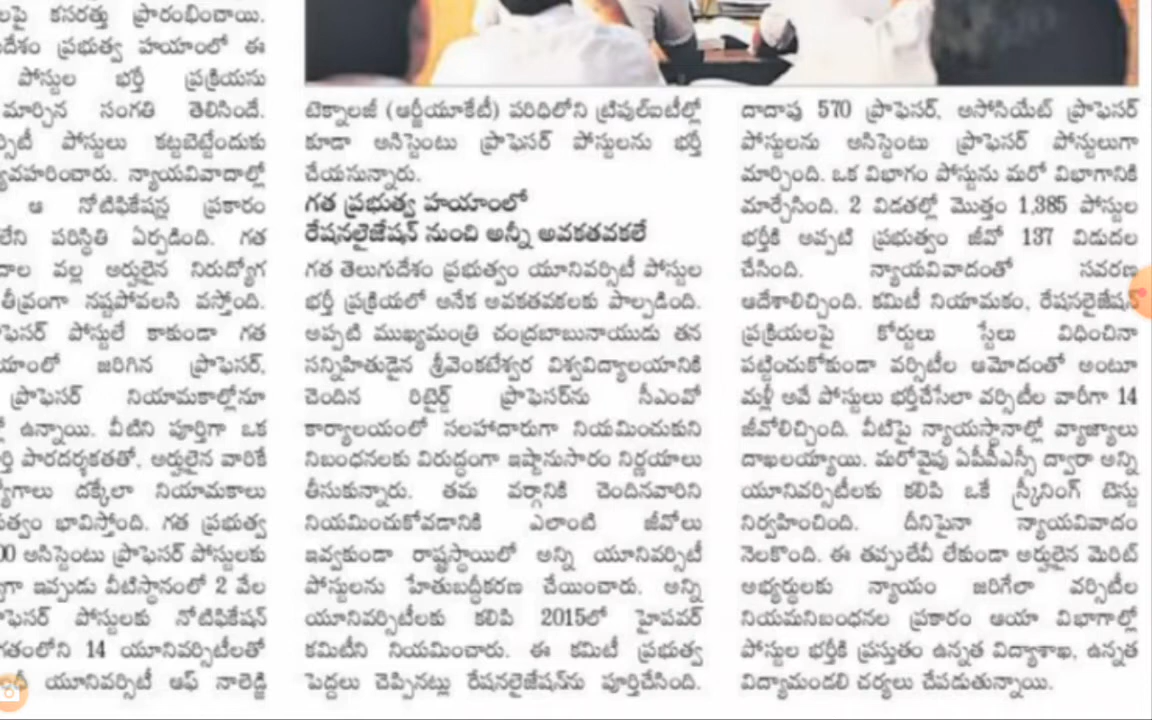 లపై కసరత్తు ప్రారంభించాయి.
దేశం ప్రభుత్వ హయాంలో ఈ
పోస్టుల భర్తీ ప్రక్రియను
మార్చిన సంగతి తెలిసిందే.
ర్సిటీ పోస్టులు కట్టబెట్టేందుకు
వ్యవహరించారు. న్యాయవివాదాల్లో
ఆ నోటిఫికేషన్ల ప్రకారం
లేని పరిస్థితి ఏర్పడింది. గత
దాల వల్ల అర్హులైన నిరుద్యోగ
తీవ్రంగా నష్టపోవలసి వస్తోంది.
ఫెసర్ పోస్టులే కాకుండా గత
యాంలో జరిగిన ప్రొఫెసర్,
ప్రొఫెసర్ నియామకాల్లోనూ
ఉన్నాయి. వీటిని పూర్తిగా ఒక
ర్తి పారదర్శకతతో, అర్హులైన వారికే
్యోగాలు దక్కేలా నియామకాలు
ుత్వం భావిస్తోంది. గత ప్రభుత్వ
00 అసిస్టెంటు ప్రొఫెసర్ పోస్టులకు
గా ఇప్పుడు వీటిస్థానంలో 2 వేల
ఫెసర్ పోస్టులకు నోటిఫికేషన్
గతంలోని 14 యూనివర్సిటీలతో
యూనివర్సిటీ ఆఫ్ నాలెడ్జి
టెక్నాలజీ (ఆర్జీయూకేటీ) పరిధిలోని ట్రిపుల్ఐటీల్లో
కూడా అసిస్టెంటు ప్రొఫెసర్ పోస్టులను భర్తీ
చేయనున్నారు.
గత ప్రభుత్వ హయాంలో
రేషనలైజేషన్ నుంచి అన్నీ అవకతవకలే
గత తెలుగుదేశం ప్రభుత్వం యూనివర్సిటీ పోస్టుల
భర్తీ ప్రక్రియలో అనేక అవకతవకలకు పాల్పడింది.
అప్పటి ముఖ్యమంత్రి చంద్రబాబునాయుడు తన
సన్నిహితుడైన శ్రీవెంకటేశ్వర విశ్వవిద్యాలయానికి
చెందిన రిటైర్డ్ ప్రొఫెసర్‌ను సీఎంవో
కార్యాలయంలో సలహాదారుగా నియమించుకుని
నిబంధనలకు విరుద్ధంగా ఇష్టానుసారం నిర్ణయాలు
తీసుకున్నారు. తమ వర్గానికి చెందినవారిని
నియమించుకోవడానికి ఎలాంటి జీవోలు
ఇవ్వకుండా రాష్ట్రస్థాయిలో అన్ని యూనివర్సిటీ
పోస్టులను హేతుబద్ధీకరణ చేయించారు. అన్ని
యూనివర్సిటీలకు కలిపి 2015లో హైపవర్
కమిటీని నియమించారు. ఈ కమిటీ ప్రభుత్వ
పెద్దలు చెప్పినట్లు రేషనలైజేషన్‌ను పూర్తిచేసింది.
దాదాపు 570 ప్రొఫెసర్, అసోసియేట్ ప్రొఫెసర్
పోస్టులను అసిస్టెంటు ప్రొఫెసర్ పోస్టులుగా
మార్చింది. ఒక విభాగం పోస్టును మరో విభాగానికి
మార్చేసింది. 2 విడతల్లో మొత్తం 1,385 పోస్టుల
భర్తీకి అప్పటి ప్రభుత్వం జీవో 137 విడుదల
చేసింది. న్యాయవివాదంతో సవరణ
ఆదేశాలిచ్చింది. కమిటీ నియామకం, రేషనలైజేషన్
ప్రక్రియలపై కోర్టులు స్టేలు విధించినా
పట్టించుకోకుండా వర్సిటీల ఆమోదంతో అంటూ
మళ్లీ అవే పోస్టులు భర్తీచేసేలా వర్సిటీల వారీగా 14
జీవోలిచ్చింది. వీటిపై న్యాయస్థానాల్లో వ్యాజ్యాలు
దాఖలయ్యాయి. మరోవైపు ఏపీపీఎస్సీ ద్వారా అన్ని
యూనివర్సిటీలకు కలిపి ఒకే స్క్రీనింగ్ టెస్టు
నిర్వహించింది. దీనిపైనా న్యాయవివాదం
నెలకొంది. ఈ తప్పులేవీ లేకుండా అర్హులైన మెరిట్
అభ్యర్థులకు న్యాయం జరిగేలా వర్సిటీల
నియమనిబంధనల ప్రకారం ఆయా విభాగాల్లో
పోస్టుల భర్తీకి ప్రస్తుతం ఉన్నత విద్యాశాఖ, ఉన్నత
విద్యామండలి చర్యలు చేపడుతున్నాయి.